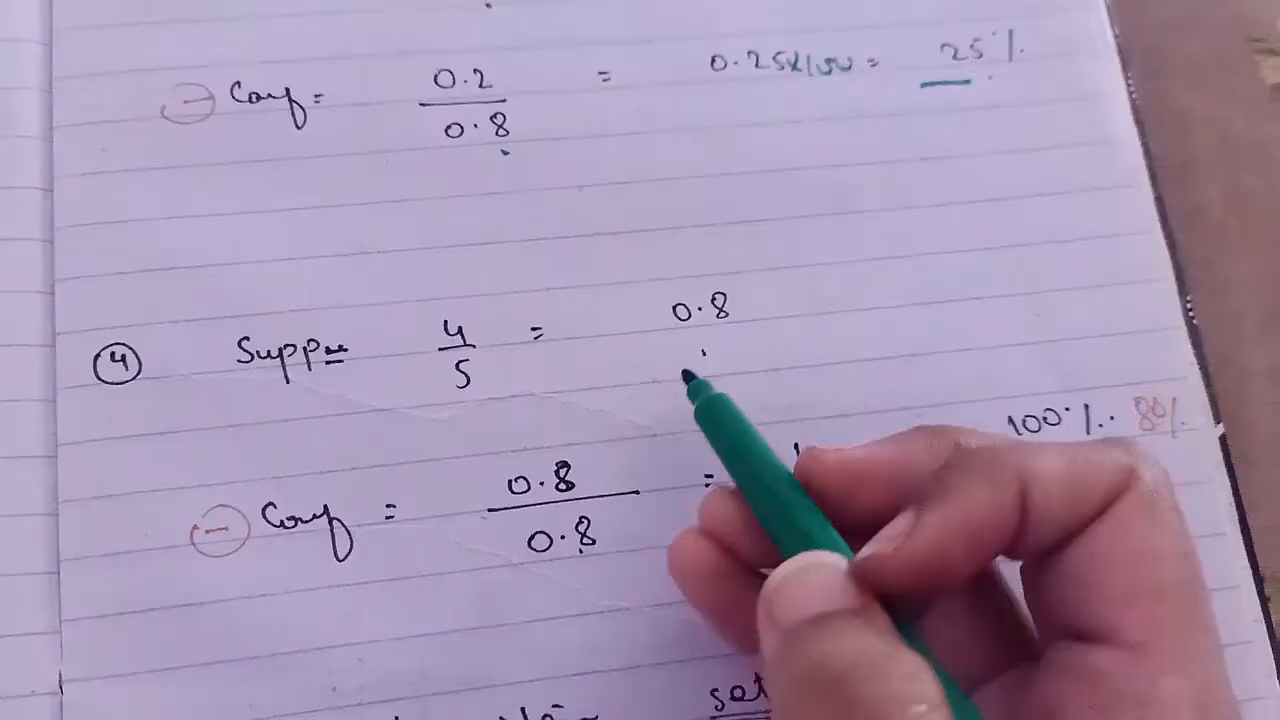 Conf = 0.2 / 0.8 = 0.25x100 = 25%
④ Supp = 4 / 5 = 0.8
100%. 80%
Conf = 0.8 / 0.8 =